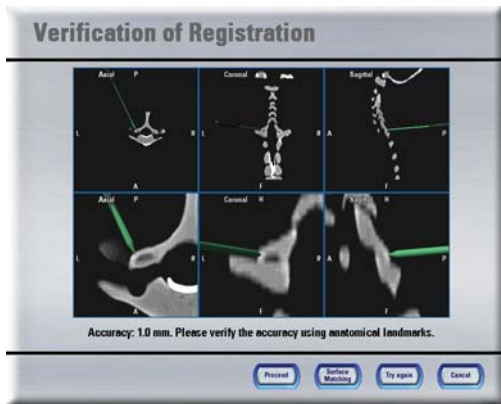 Verification of Registration
Axial P
Coronal
Sagittal
L
R
L
R
A
P
A
F
F
Axial P
Coronal H
Sagittal H
L
R
L
R
A
P
A
F
F
Accuracy: 1.0 mm. Please verify the accuracy using anatomical landmarks.
Proceed
Surface
Matching
Try again
Cancel